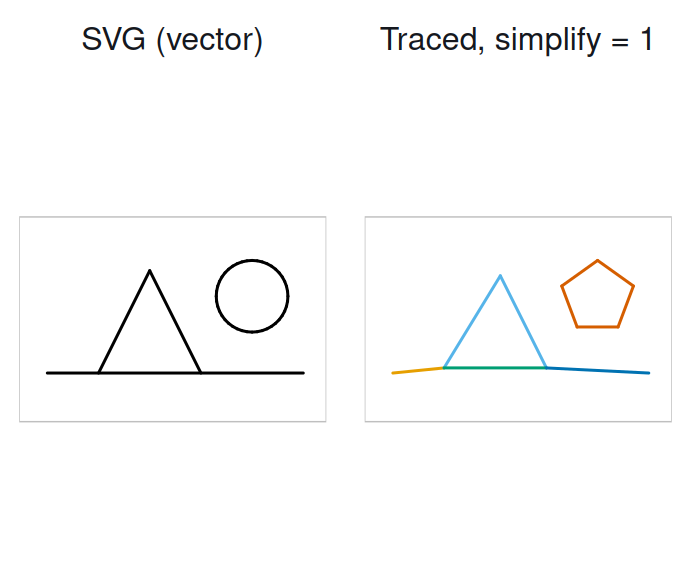 SVG (vector)
Traced, simplify = 1